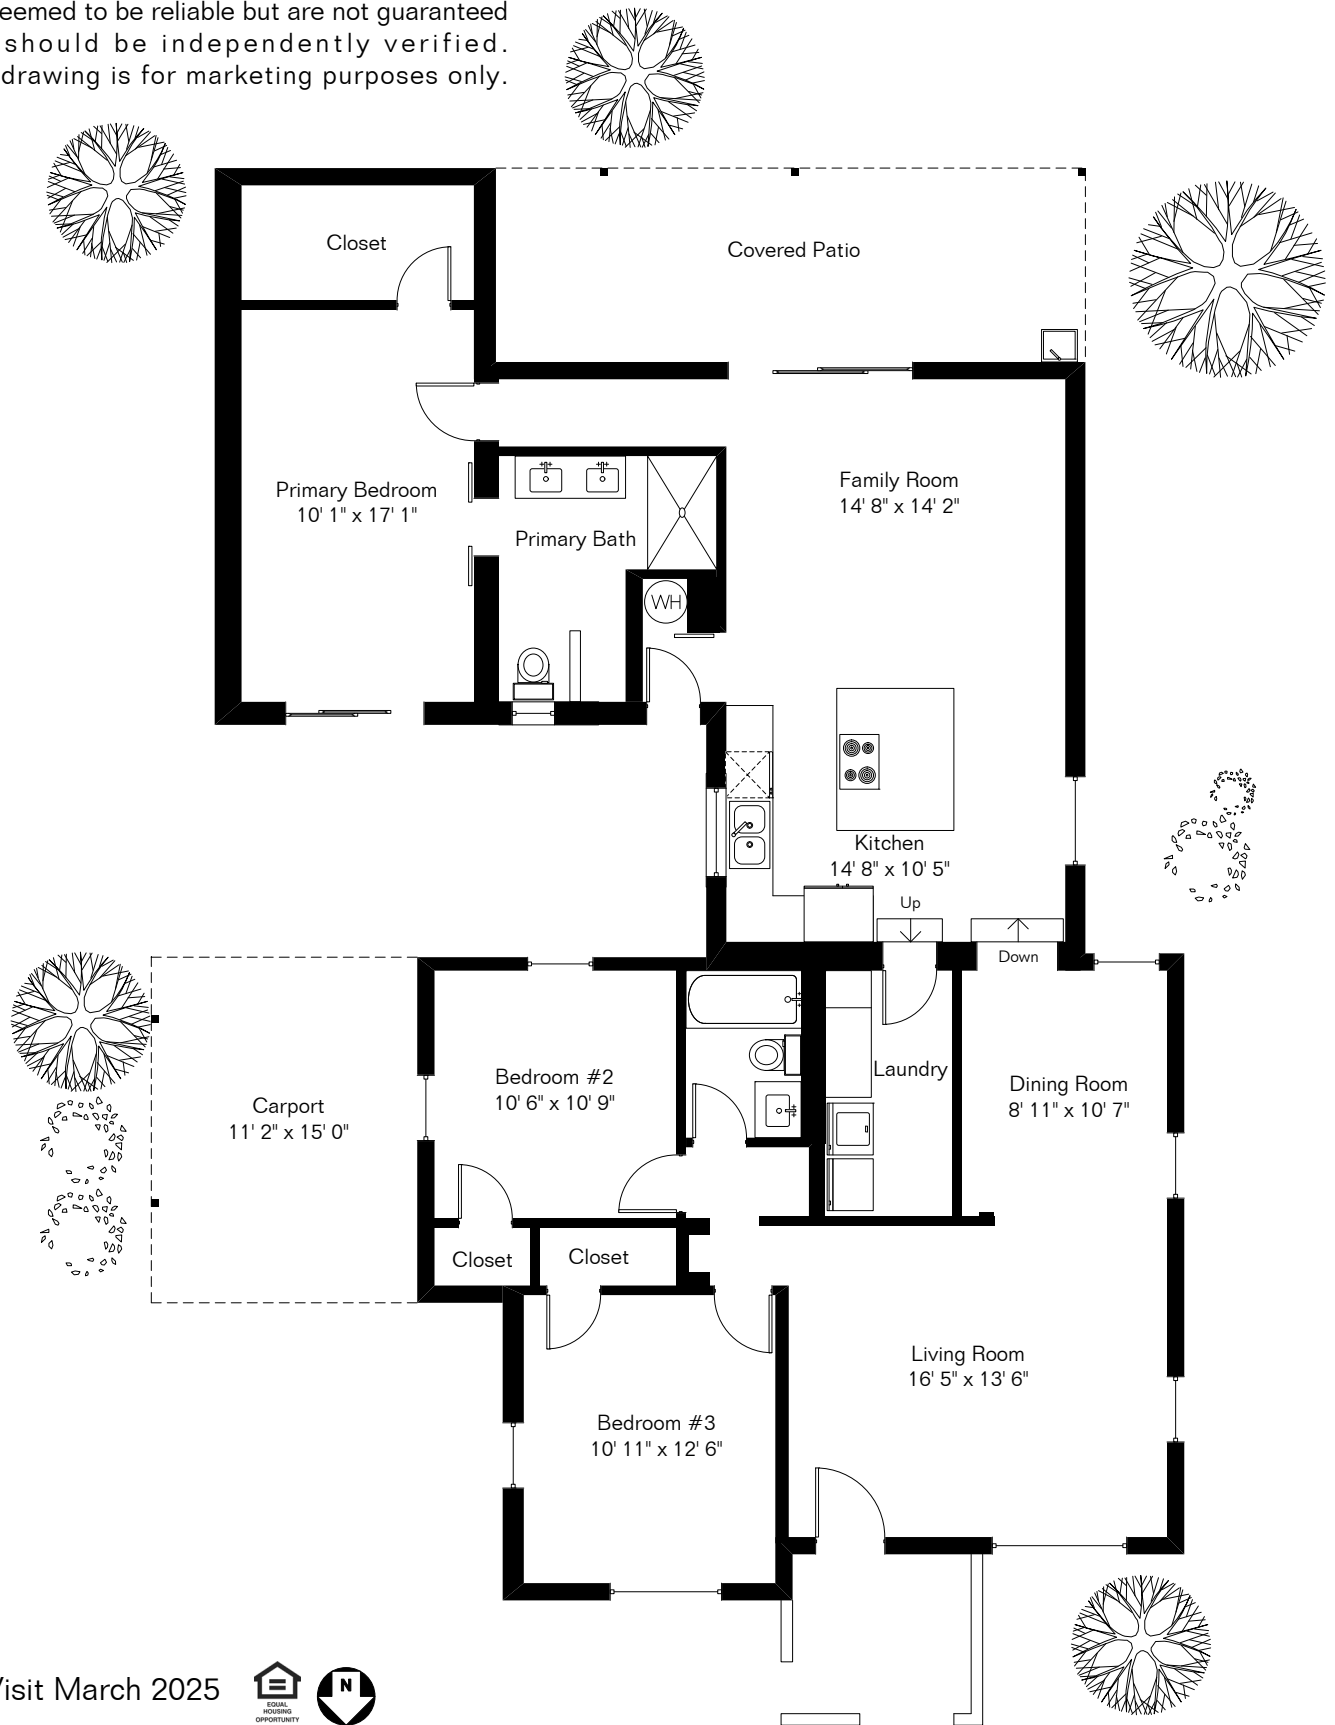 eemed to be reliable but are not guaranteed
should be independently verified.
drawing is for marketing purposes only.
Closet
Covered Patio
Primary Bedroom
10' 1" x 17' 1"
Family Room
14' 8" x 14' 2"
Primary Bath
WH
Kitchen
14' 8" x 10' 5"
Up
Down
Bedroom #2
10' 6" x 10' 9"
Laundry
Dining Room
8' 11" x 10' 7"
Carport
11' 2" x 15' 0"
Closet
Closet
Living Room
16' 5" x 13' 6"
Bedroom #3
10' 11" x 12' 6"
Visit March 2025
EQUAL
HOUSING
OPPORTUNITY
N